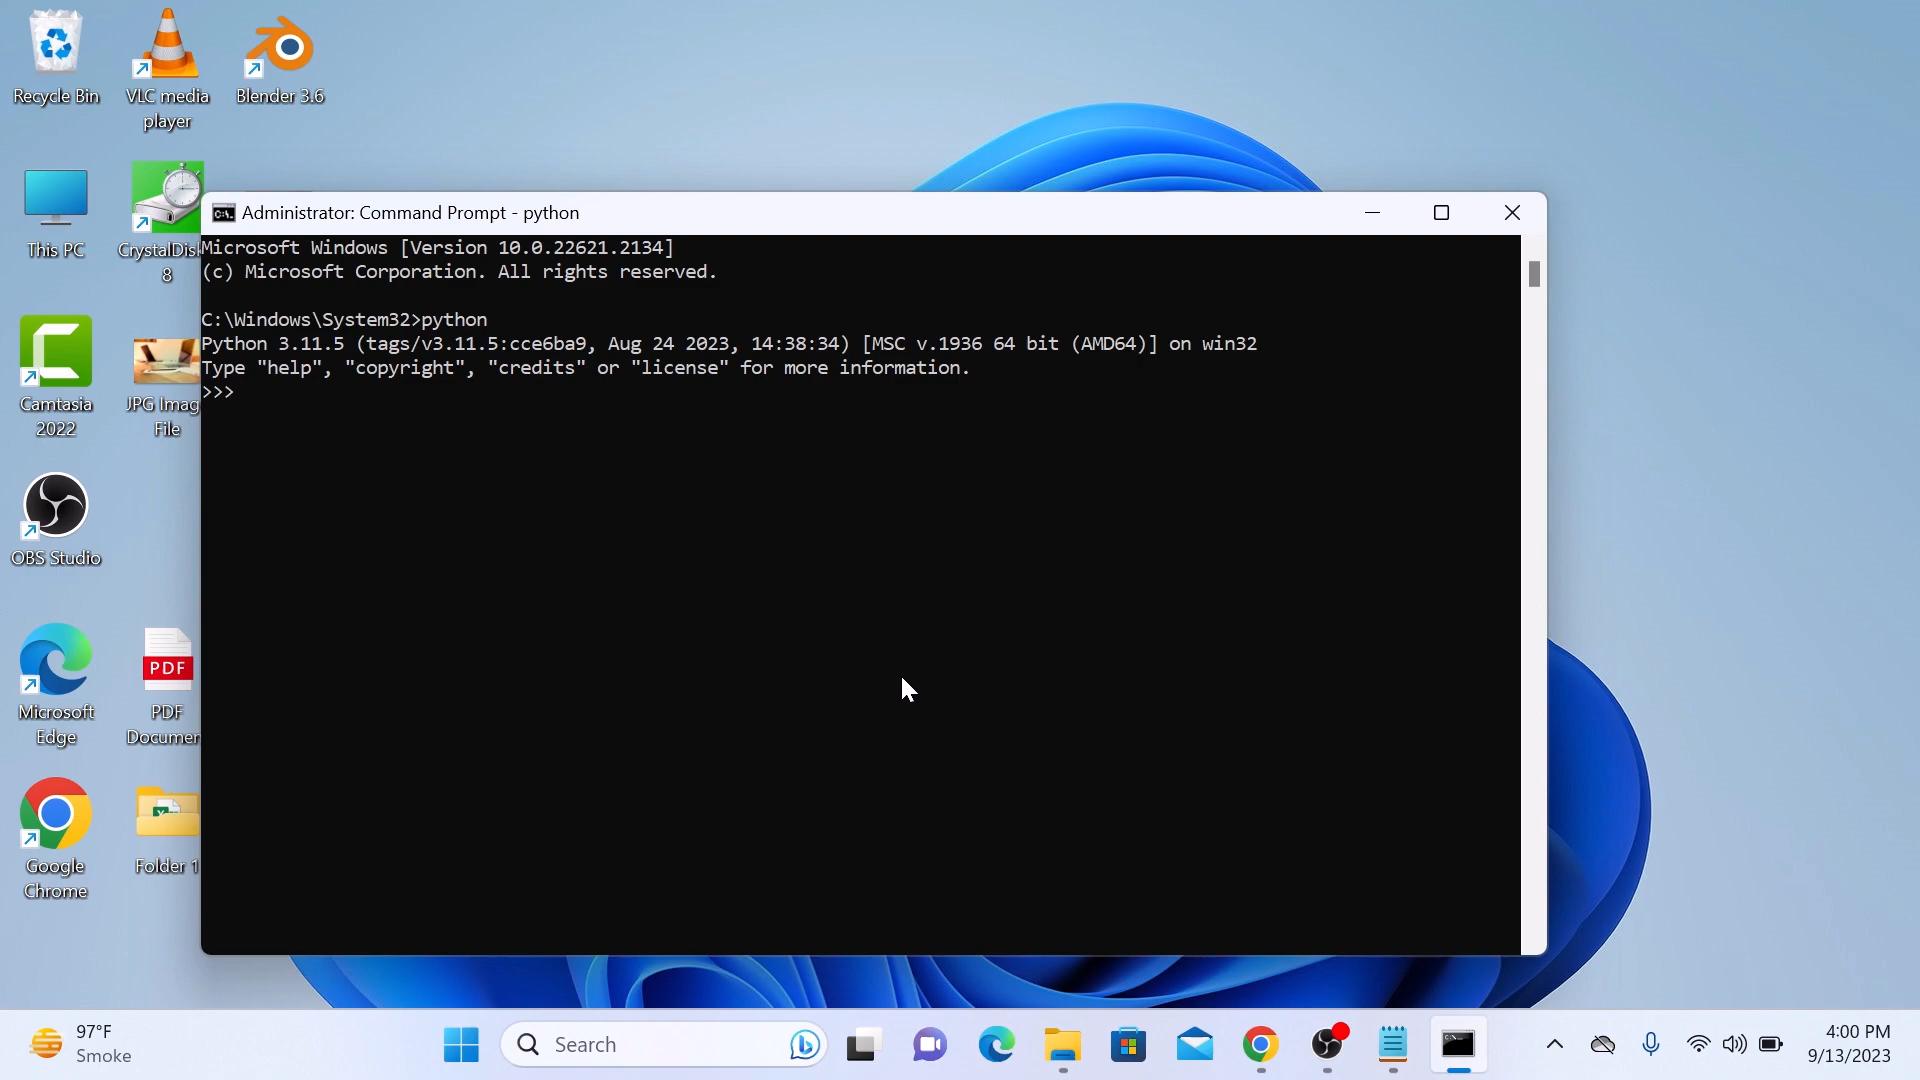 Recycle Bin
VLC media
player
Blender 3.6
This PC
CrystalDisk
8
Camtasia
2022
JPG Imag
File
OBS Studio
Microsoft
Edge
PDF
PDF
Documen
Google
Chrome
Folder 1
Administrator: Command Prompt - python
Microsoft Windows [Version 10.0.22621.2134]
(c) Microsoft Corporation. All rights reserved.
C:\Windows\System32>python
Python 3.11.5 (tags/v3.11.5:cce6ba9, Aug 24 2023, 14:38:34) [MSC v.1936 64 bit (AMD64)] on win32
Type "help", "copyright", "credits" or "license" for more information.
>>>
97°F
Smoke
Search
4:00 PM
9/13/2023